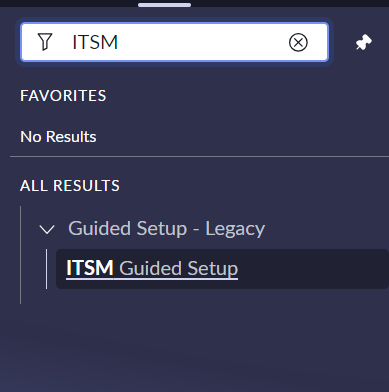 ITSM
FAVORITES
No Results
ALL RESULTS
Guided Setup - Legacy
ITSM Guided Setup